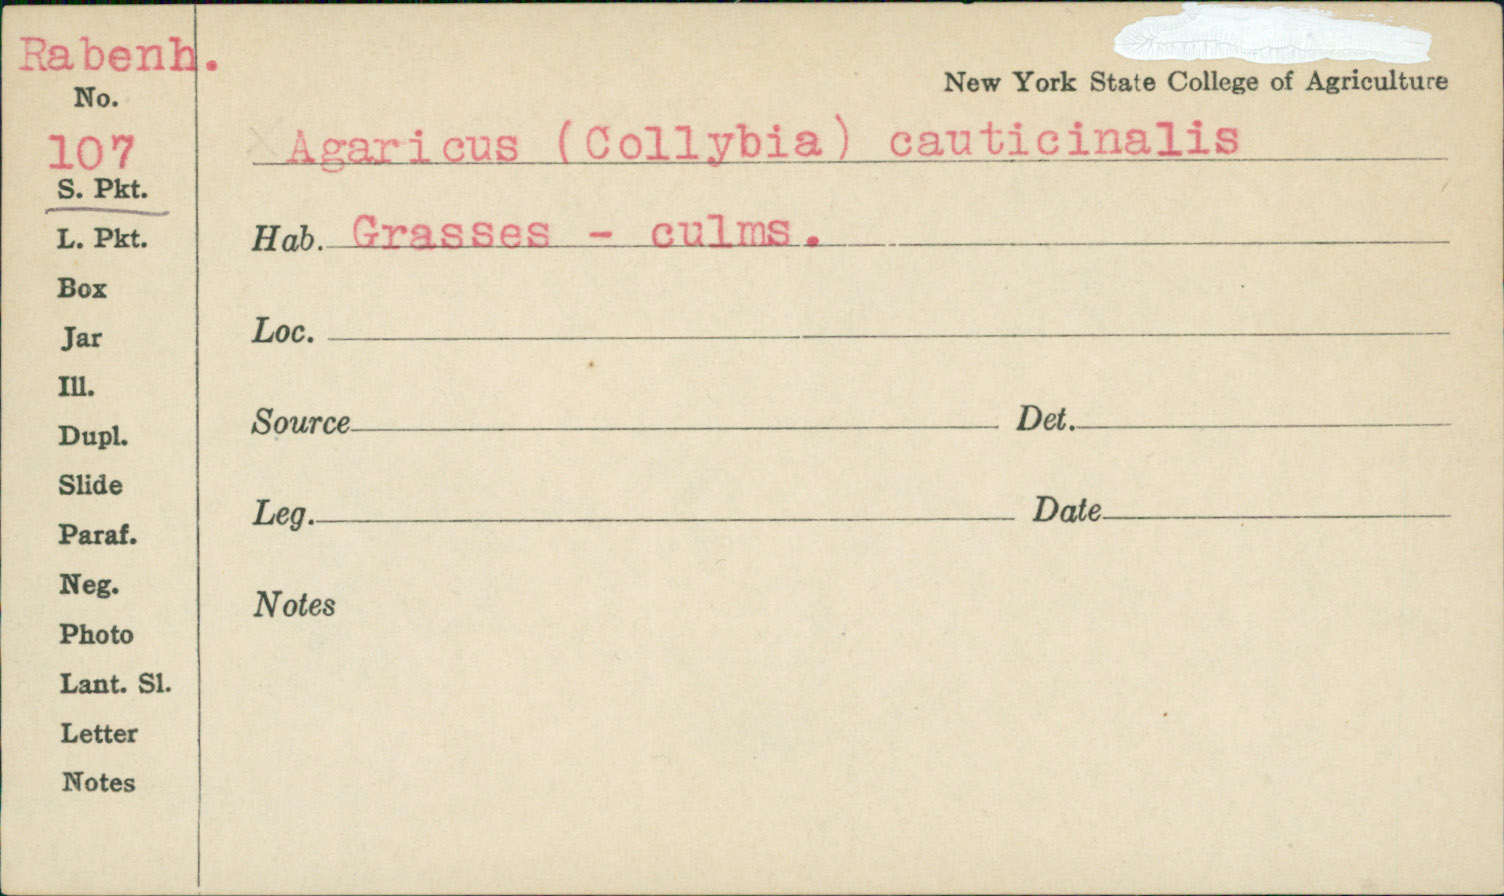 Rabenh.
No.
107
S. Pkt.
L. Pkt.
Box
Jar
Ill.
Dupl.
Slide
Paraf.
Neg.
Photo
Lant. Sl.
Letter
Notes
New York State College of Agriculture
Agaricus (Collybia) cauticinalis
Hab. Grasses - culms.
Loc.
Source Det.
Leg. Date
Notes